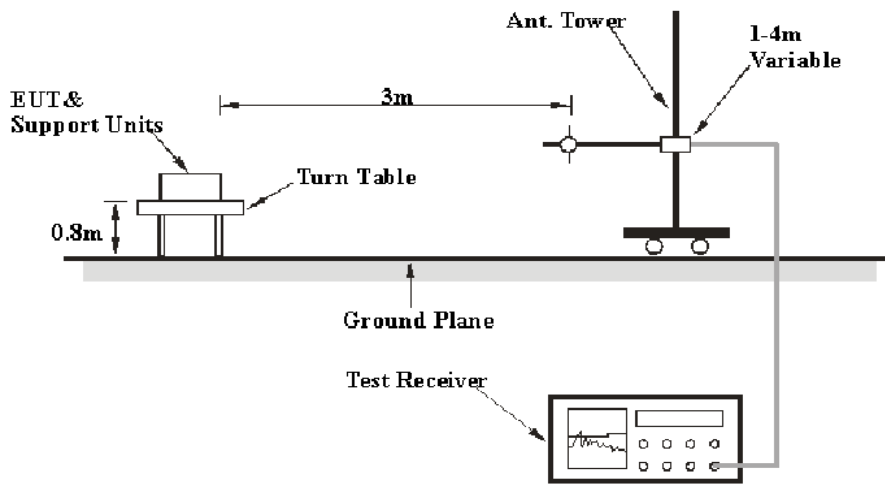 Ant. Tower
1-4m
Variable
3m
EUT&
Support Units
Turn Table
0.8m
Ground Plane
Test Receiver